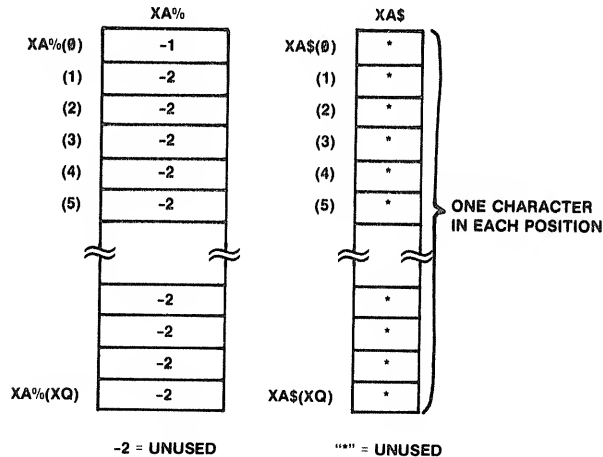 XA% XA$
XA%(0) -1 XA$(0) *
(1) -2 (1) *
(2) -2 (2) *
(3) -2 (3) *
(4) -2 (4) *
(5) -2 (5) * ONE CHARACTER
IN EACH POSITION
-2 *
-2 *
-2 *
XA%(XQ) -2 XA$(XQ) *
-2 = UNUSED "*" = UNUSED